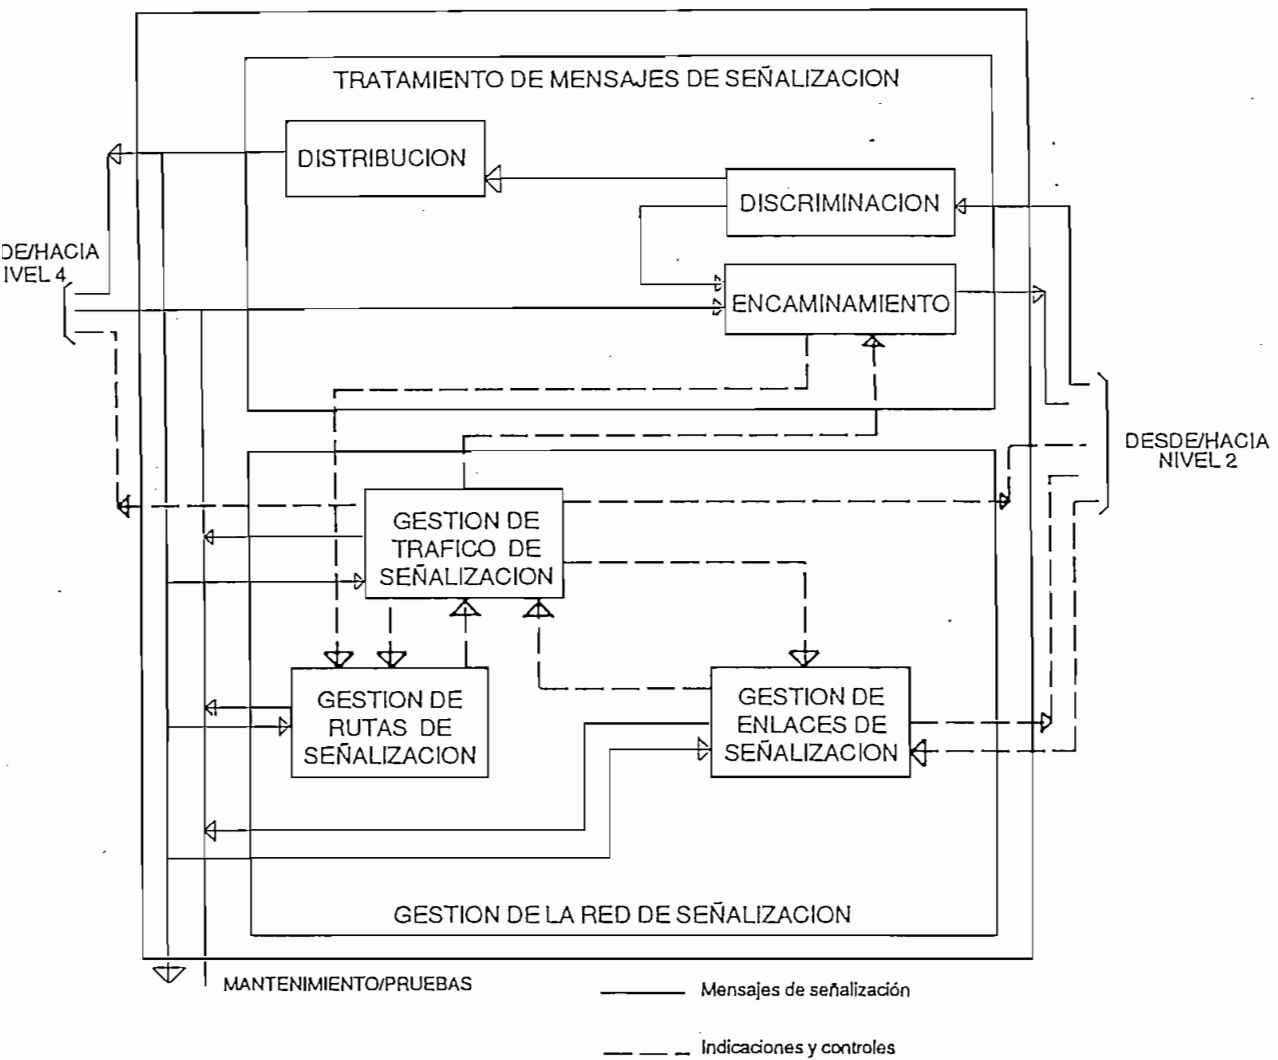 TRATAMIENTO DE MENSAJES DE SEÑALIZACION
DISTRIBUCION
DISCRIMINACION
DE/HACIA
IVEL 4
ENCAMINAMIENTO
DESDE/HACIA
NIVEL 2
GESTION DE
TRAFICO DE
SEÑALIZACION
GESTION DE
RUTAS DE
SEÑALIZACION
GESTION DE
ENLACES DE
SEÑALIZACION
GESTION DE LA RED DE SEÑALIZACION
MANTENIMIENTO/PRUEBAS
Mensajes de señalización
Indicaciones y controles